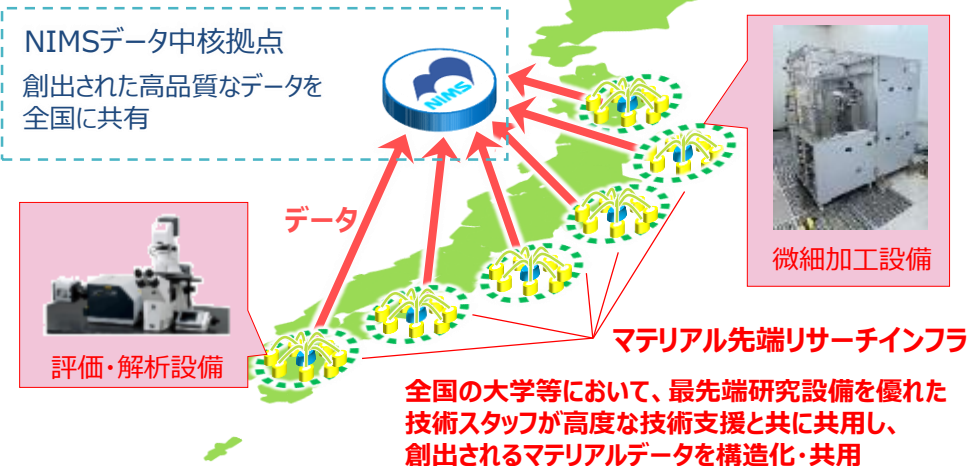 NIMSデータ中核拠点
創出された高品質なデータを
全国に共有
NIMS
データ
微細加工設備
評価・解析設備
マテリアル先端リサーチインフラ
全国の大学等において、最先端研究設備を優れた
技術スタッフが高度な技術支援と共に共用し、
創出されるマテリアルデータを構造化・共用